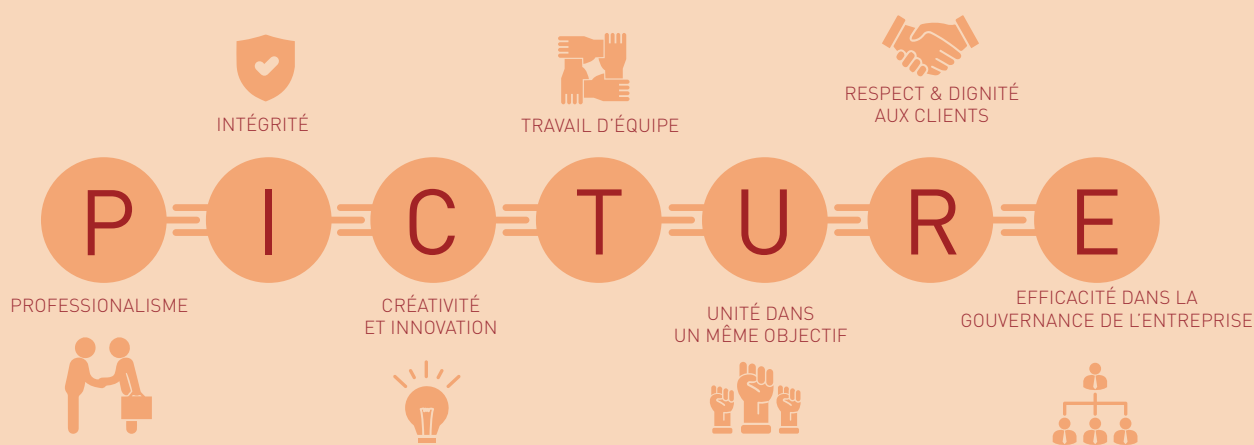 INTÉGRITÉ
TRAVAIL D'ÉQUIPE
RESPECT & DIGNITÉ
AUX CLIENTS
P I C T U R E
PROFESSIONALISME
CRÉATIVITÉ
ET INNOVATION
UNITÉ DANS
UN MÊME OBJECTIF
EFFICACITÉ DANS LA
GOUVERNANCE DE L'ENTREPRISE